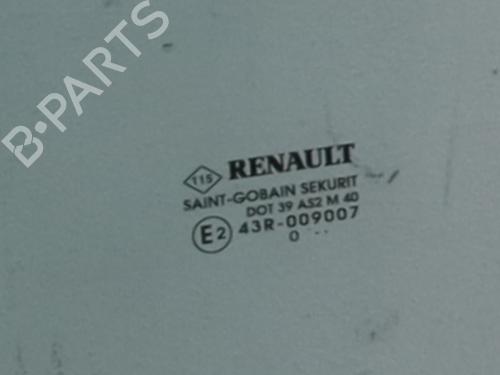 B-PARTS
115 RENAULT
SAINT-GOBAIN SEKURIT
DOT 39 AS2 M 40
E2 43R-009007
0 ..